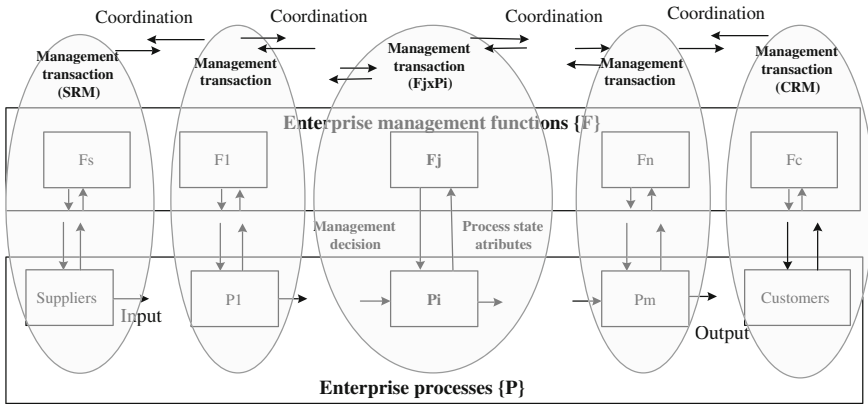 Coordination
Coordination
Coordination
Coordination
Management
transaction
(SRM)
Management
transaction
Management
transaction
(FjxPi)
Management
transaction
Management
transaction
(CRM)
Enterprise management functions {F}
Fs
F1
Fj
Fn
Fc
Management
decision
Process state
atributes
Suppliers
P1
Pi
Pm
Customers
Input
Output
Enterprise processes {P}